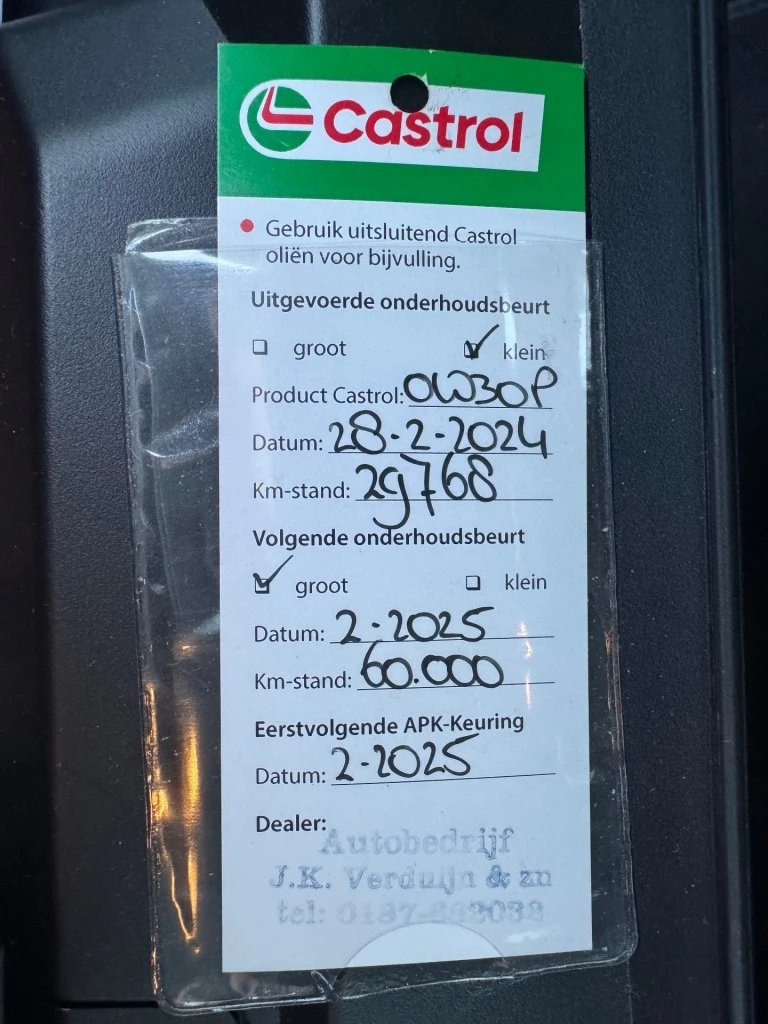 Castrol
Gebruik uitsluitend Castrol
oliën voor bijvulling.
Uitgevoerde onderhoudsbeurt
groot klein
Product Castrol: 0W30P
Datum: 28-2-2024
Km-stand: 29768
Volgende onderhoudsbeurt
groot klein
Datum: 2-2025
Km-stand: 60.000
Eerstvolgende APK-Keuring
Datum: 2-2025
Dealer:
Autobedrijf
J.K. Verduijn & zn
tel: